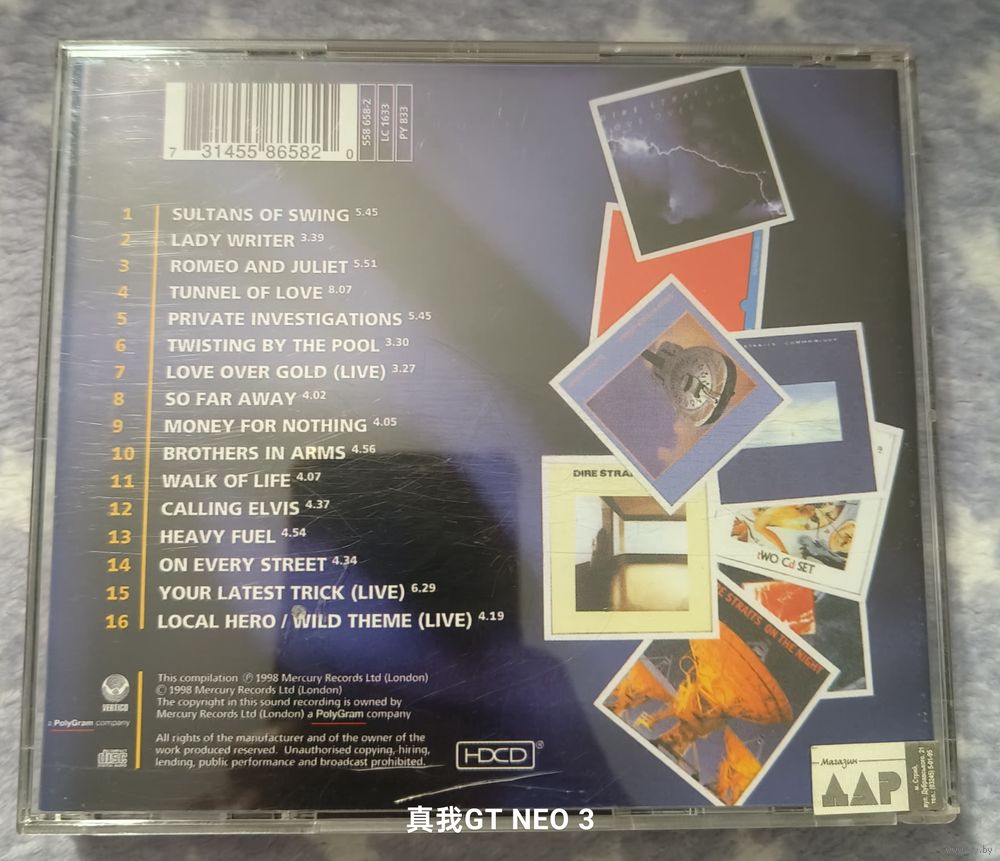 7 31455 86582 0
558 658-2
LC 1633
PY 833
1 SULTANS OF SWING 5.45
2 LADY WRITER 3.39
3 ROMEO AND JULIET 5.51
4 TUNNEL OF LOVE 8.07
5 PRIVATE INVESTIGATIONS 5.45
6 TWISTING BY THE POOL 3.30
7 LOVE OVER GOLD (LIVE) 3.27
8 SO FAR AWAY 4.02
9 MONEY FOR NOTHING 4.05
10 BROTHERS IN ARMS 4.56
11 WALK OF LIFE 4.07
12 CALLING ELVIS 4.37
13 HEAVY FUEL 4.54
14 ON EVERY STREET 4.34
15 YOUR LATEST TRICK (LIVE) 6.29
16 LOCAL HERO / WILD THEME (LIVE) 4.19
DIRE STRAITS
DIRE STRA
tWO Cd SET
RE STRAITS ON THE NIGHT
VERTIGO
a PolyGram company
This compilation ℗ 1998 Mercury Records Ltd (London)
© 1998 Mercury Records Ltd (London)
The copyright in this sound recording is owned by
Mercury Records Ltd (London) a PolyGram company
All rights of the manufacturer and of the owner of the
work produced reserved. Unauthorised copying, hiring,
lending, public performance and broadcast prohibited.
COMPACT
disc
DIGITAL AUDIO
HDCD®
Магазин
ДАР
真我GT NEO 3